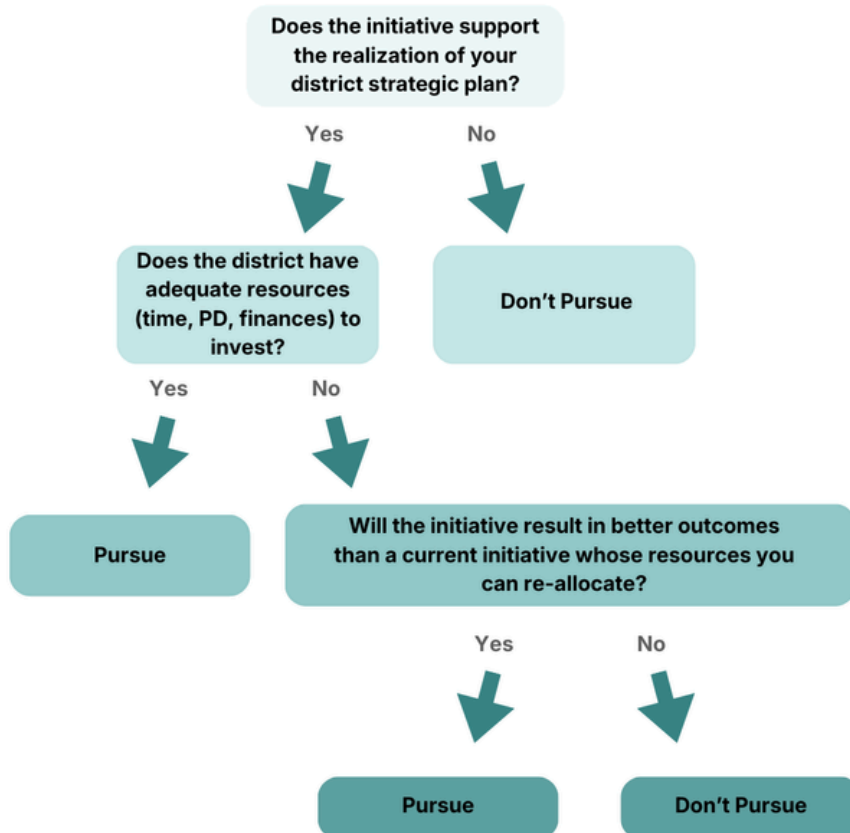 Does the initiative support
the realization of your
district strategic plan?
Yes
No
Does the district have
adequate resources
(time, PD, finances) to
invest?
Don’t Pursue
Yes
No
Pursue
Will the initiative result in better outcomes
than a current initiative whose resources you
can re-allocate?
Yes
No
Pursue
Don’t Pursue